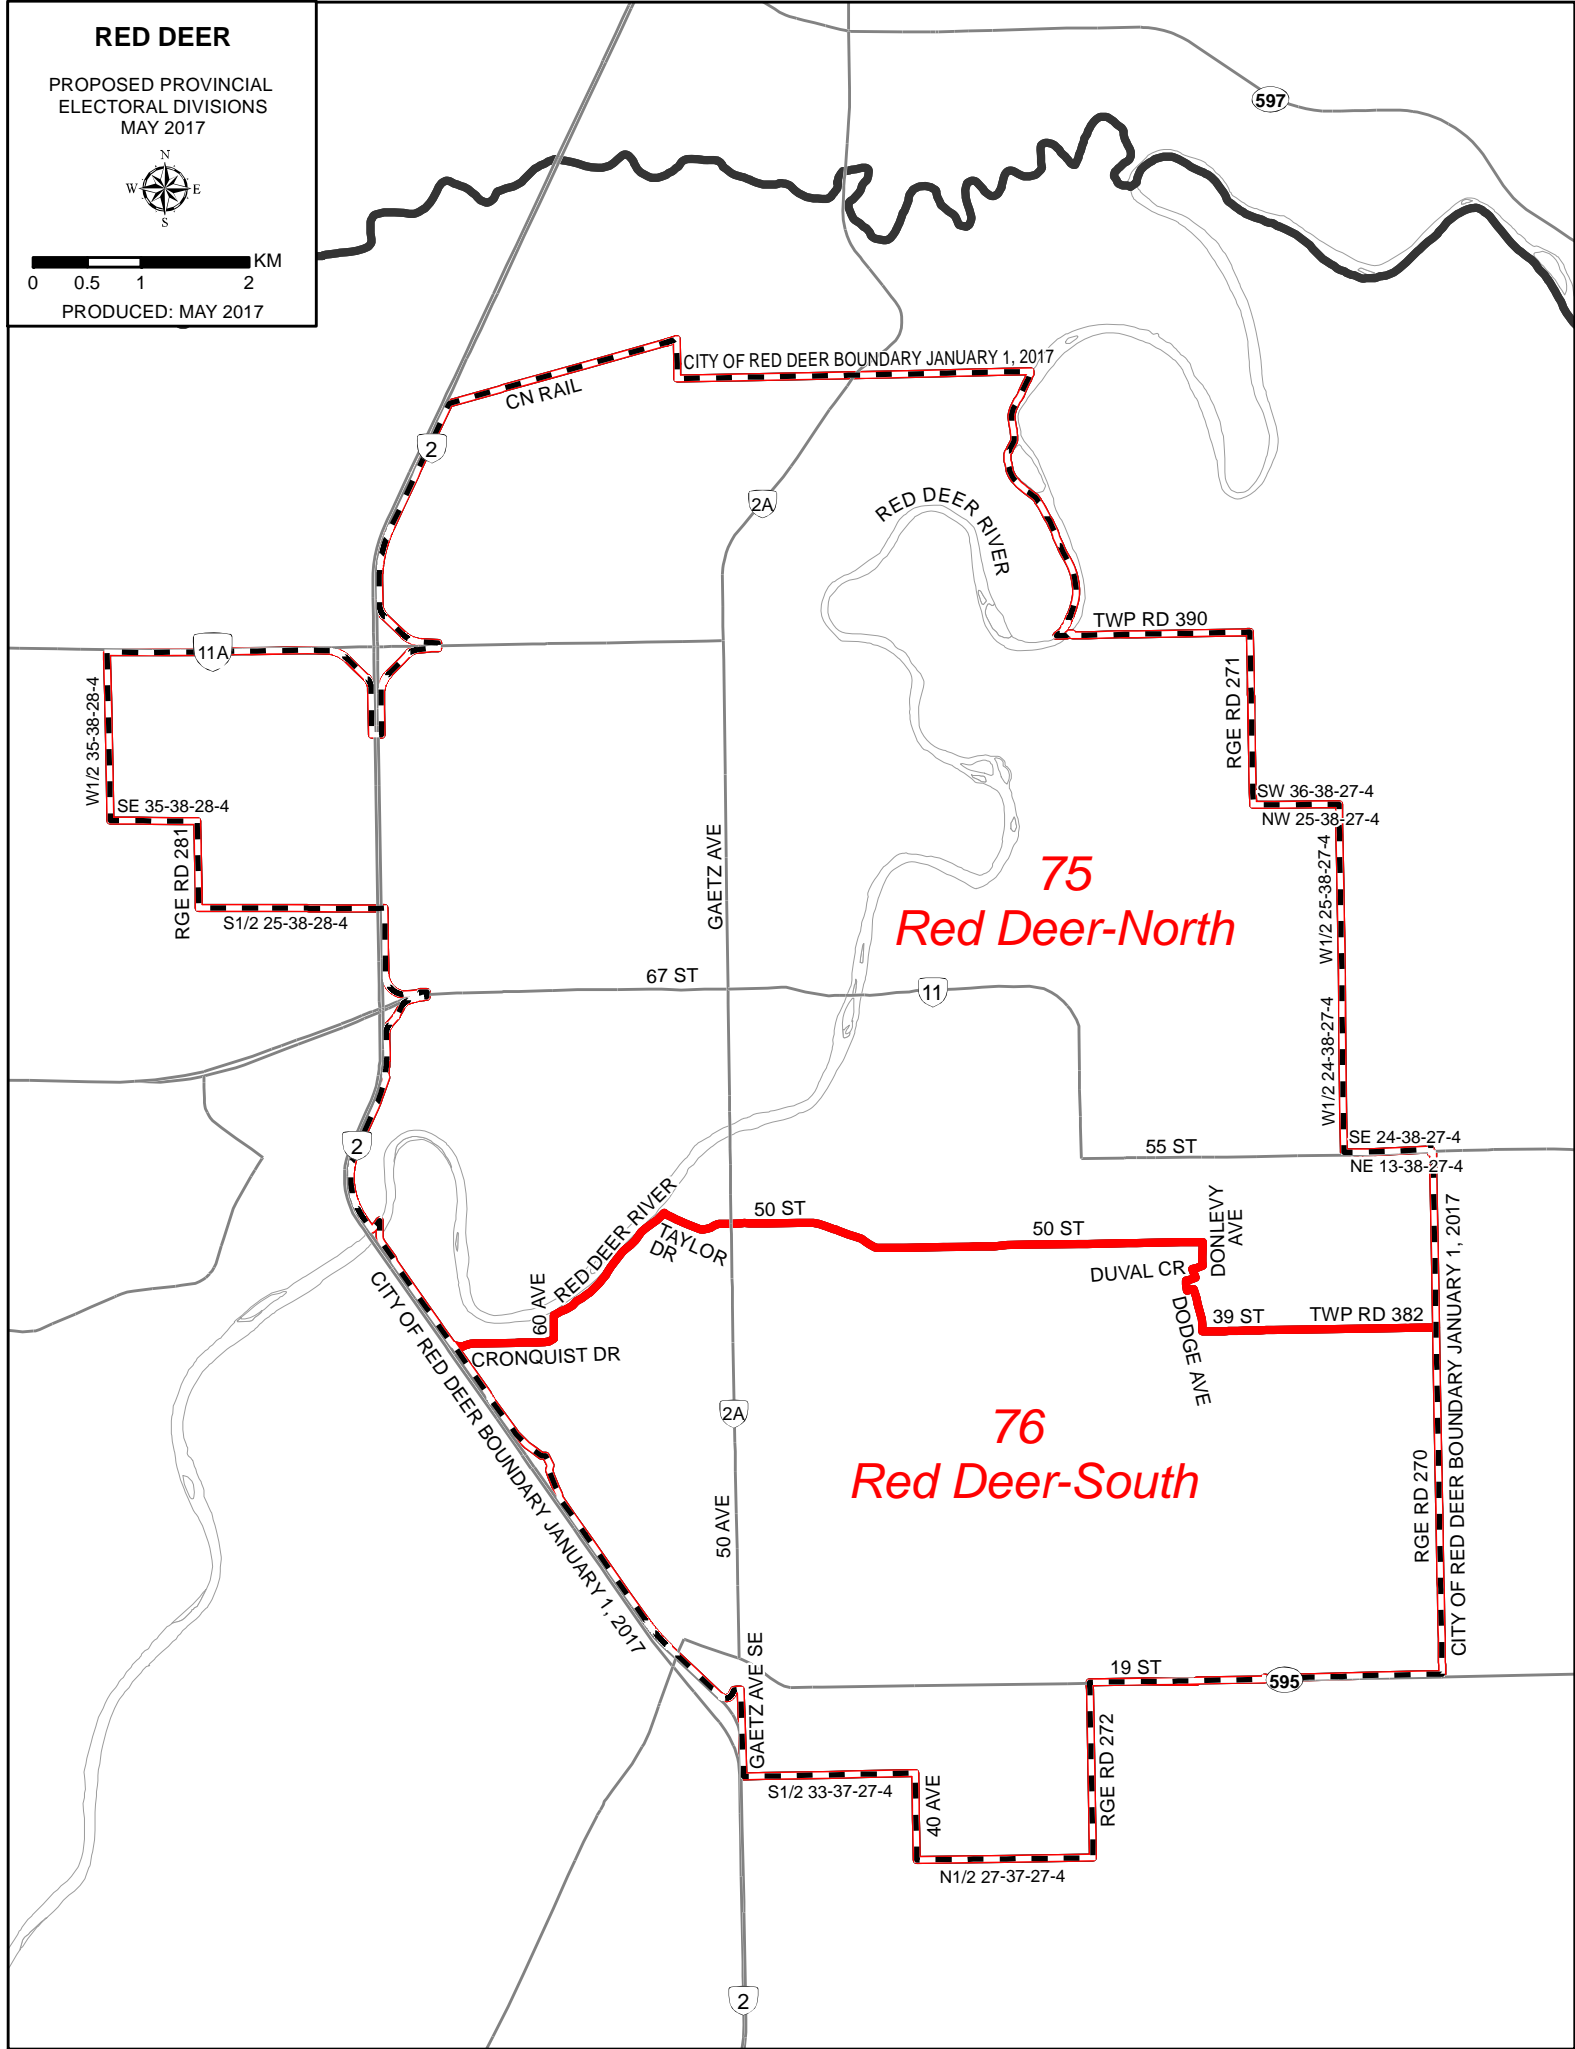 RED DEER
PROPOSED PROVINCIAL
ELECTORAL DIVISIONS
MAY 2017
N
W E
S
KM
0 0.5 1 2
PRODUCED: MAY 2017
597
CITY OF RED DEER BOUNDARY JANUARY 1, 2017
CN RAIL
2
2A
RED DEER RIVER
TWP RD 390
11A
W1/2 35-38-28-4
RGE RD 271
SE 35-38-28-4
SW 36-38-27-4
NW 25-38-27-4
RGE RD 281
S1/2 25-38-28-4
GAETZ AVE
75
Red Deer-North
W1/2 25-38-27-4
67 ST
11
W1/2 24-38-27-4
2
55 ST
SE 24-38-27-4
NE 13-38-27-4
RED DEER RIVER
TAYLOR
DR
50 ST
50 ST
DONLEVY
AVE
DUVAL CR
60 AVE
CRONQUIST DR
DODGE AVE
39 ST
TWP RD 382
CITY OF RED DEER BOUNDARY JANUARY 1, 2017
CITY OF RED DEER BOUNDARY JANUARY 1, 2017
2A
76
Red Deer-South
50 AVE
RGE RD 270
GAETZ AVE SE
19 ST
595
RGE RD 272
S1/2 33-37-27-4
40 AVE
N1/2 27-37-27-4
2